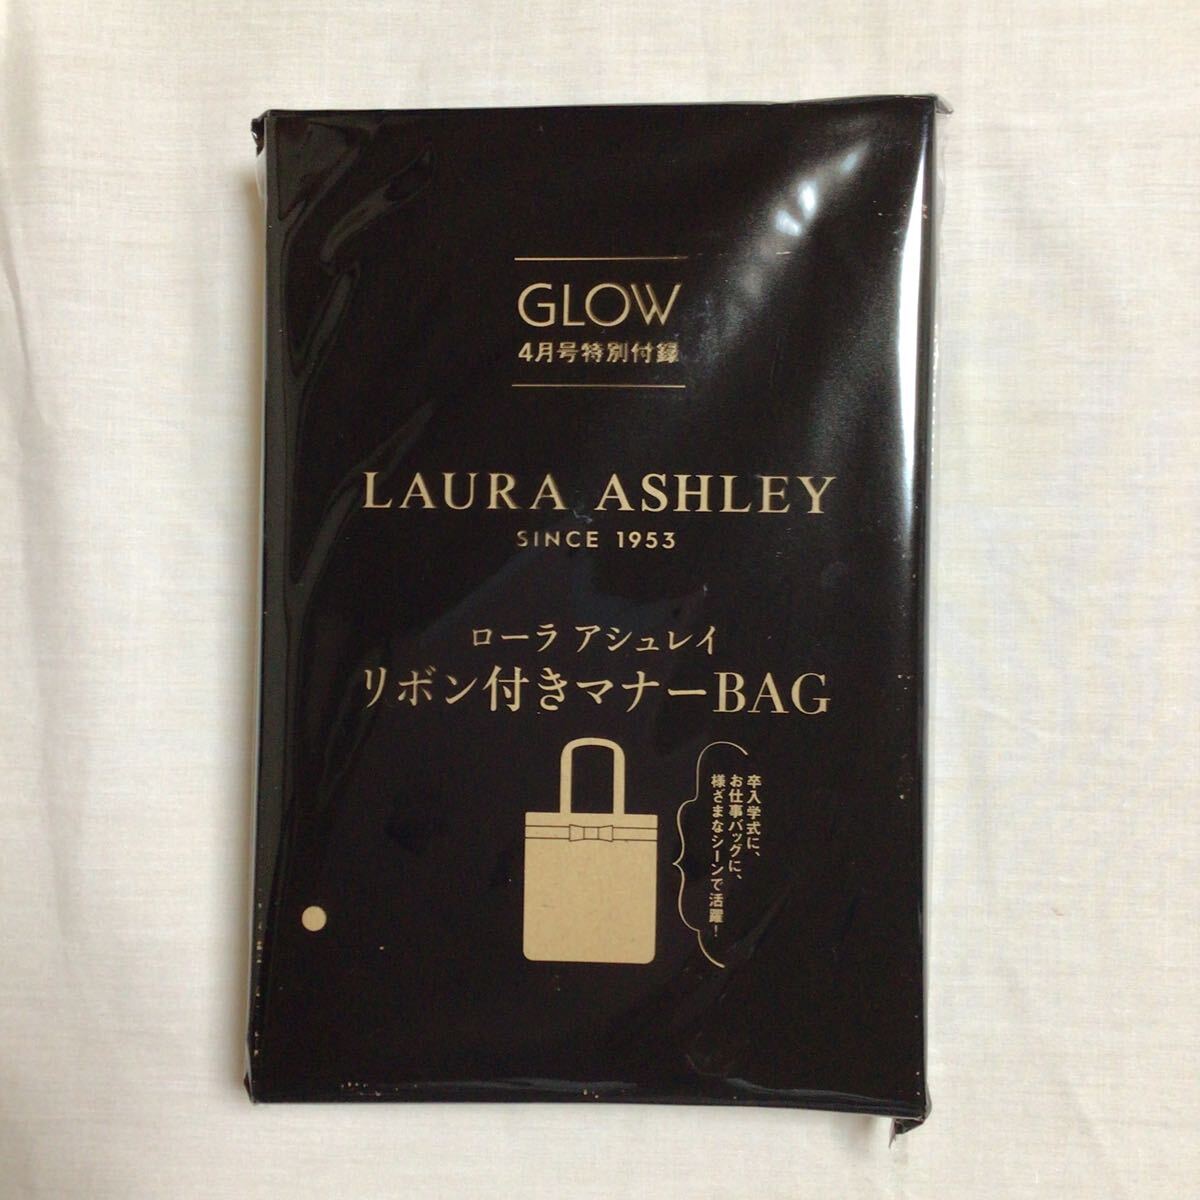 GLOW
4月号特別付録
LAURA ASHLEY
SINCE 1953
ローラ アシュレイ
リボン付きマナーBAG
卒入学式に、
お仕事バッグに、
様ざまなシーンで活躍！